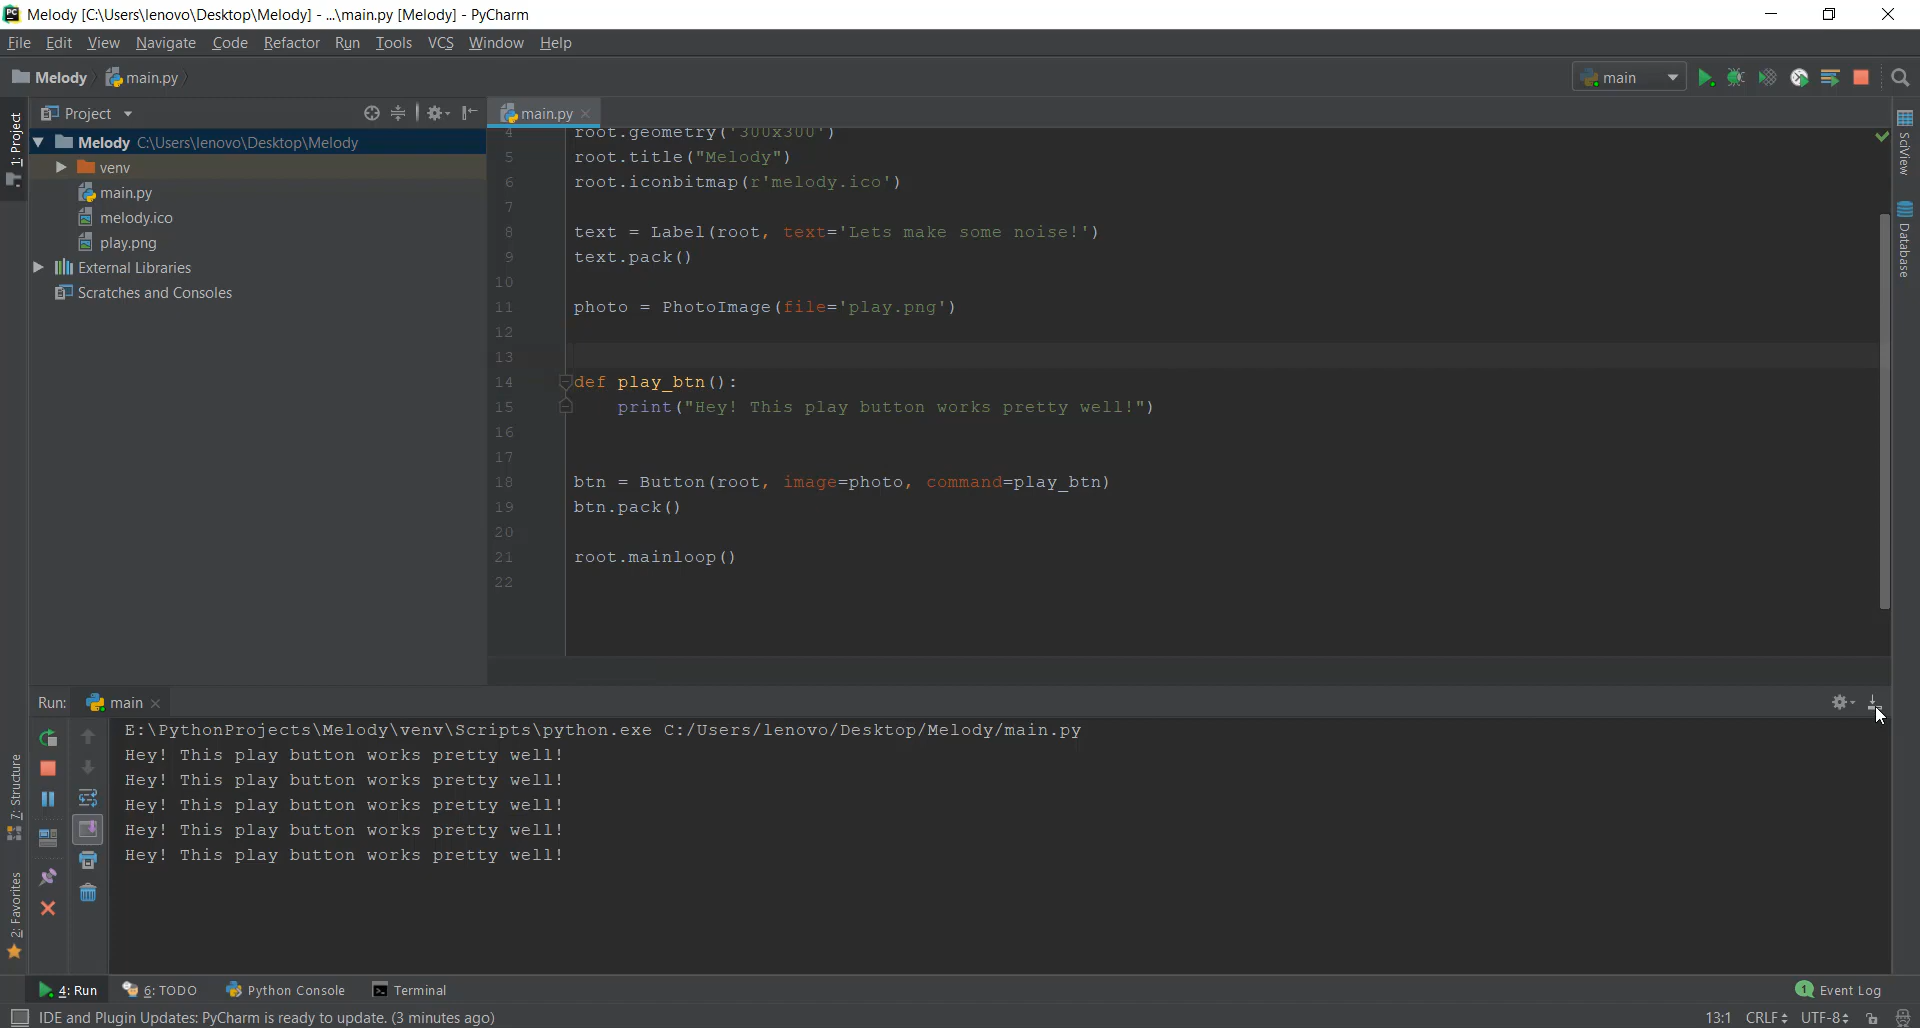 Melody [C:\Users\lenovo\Desktop\Melody] - ...\main.py [Melody] - PyCharm
File Edit View Navigate Code Refactor Run Tools VCS Window Help
Melody main.py main
1: Project
Project
main.py
Melody C:\Users\lenovo\Desktop\Melody
venv
main.py
melody.ico
play.png
External Libraries
Scratches and Consoles
4 root.geometry('300x300')
5 root.title("Melody")
6 root.iconbitmap(r'melody.ico')
7
8 text = Label(root, text='Lets make some noise!')
9 text.pack()
10
11 photo = PhotoImage(file='play.png')
12
13
14 def play_btn():
15 print("Hey! This play button works pretty well!")
16
17
18 btn = Button(root, image=photo, command=play_btn)
19 btn.pack()
20
21 root.mainloop()
22
SciView
Database
Run: main
E:\PythonProjects\Melody\venv\Scripts\python.exe C:/Users/lenovo/Desktop/Melody/main.py
Hey! This play button works pretty well!
Hey! This play button works pretty well!
Hey! This play button works pretty well!
Hey! This play button works pretty well!
Hey! This play button works pretty well!
7: Structure
2: Favorites
4: Run 6: TODO Python Console Terminal 1 Event Log
IDE and Plugin Updates: PyCharm is ready to update. (3 minutes ago) 13:1 CRLF UTF-8